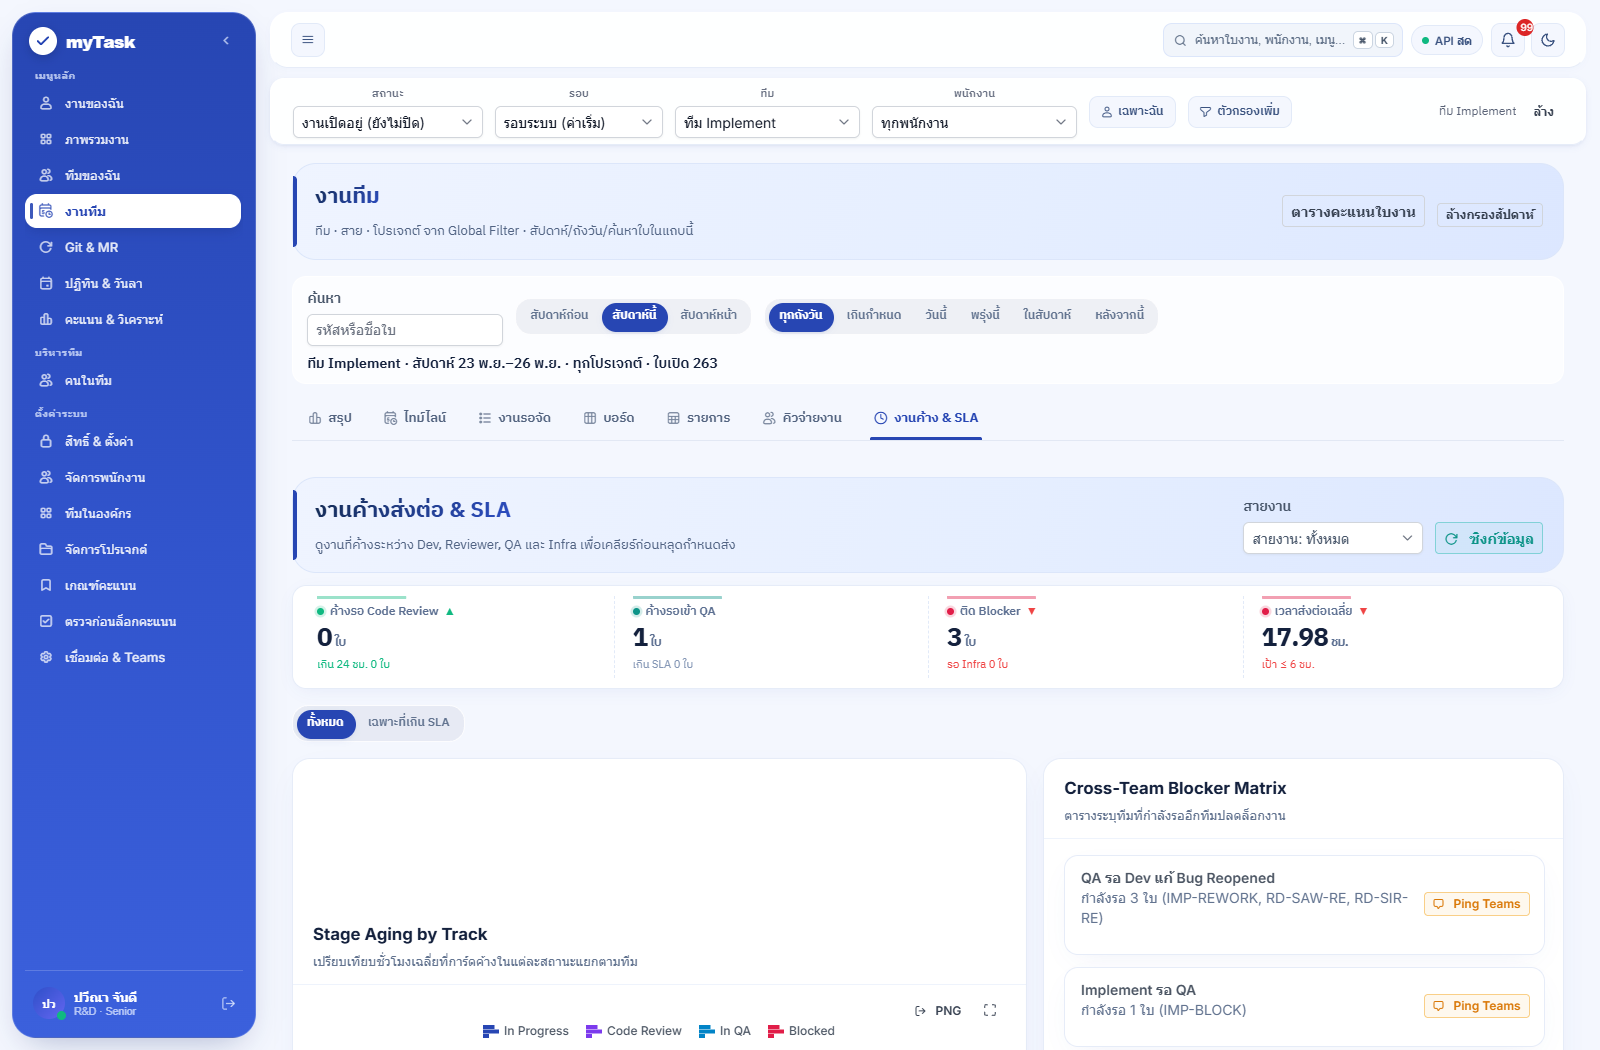 myTask
เมนูหลัก
งานของฉัน
ภาพรวมงาน
ทีมของฉัน
งานทีม
Git & MR
ปฏิทิน & วันลา
คะแนน & วิเคราะห์
บริหารทีม
คนในทีม
ตั้งค่าระบบ
สิทธิ์ & ตั้งค่า
จัดการพนักงาน
ทีมในองค์กร
จัดการโปรเจกต์
เกณฑ์คะแนน
ตรวจก่อนล็อกคะแนน
เชื่อมต่อ & Teams
ปว
ปวีณา จันดี
R&D · Senior
ค้นหาใบงาน, พนักงาน, เมนู...
⌘ K
API สด
99
สถานะ
งานเปิดอยู่ (ยังไม่ปิด)
รอบ
รอบระบบ (ค่าเริ่ม)
ทีม
ทีม Implement
พนักงาน
ทุกพนักงาน
เฉพาะฉัน
ตัวกรองเพิ่ม
ทีม Implement
ล้าง
งานทีม
ทีม · สาย · โปรเจกต์ จาก Global Filter · สัปดาห์/ถังวัน/ค้นหาใบในแถบนี้
ตารางคะแนนใบงาน
ล้างกรองสัปดาห์
ค้นหา
รหัสหรือชื่อใบ
สัปดาห์ก่อน
สัปดาห์นี้
สัปดาห์หน้า
ทุกถังวัน
เกินกำหนด
วันนี้
พรุ่งนี้
ในสัปดาห์
หลังจากนี้
ทีม Implement · สัปดาห์ 23 พ.ย.–26 พ.ย. · ทุกโปรเจกต์ · ใบเปิด 263
สรุป
ไทม์ไลน์
งานรอจัด
บอร์ด
รายการ
คิวจ่ายงาน
งานค้าง & SLA
งานค้างส่งต่อ & SLA
ดูงานที่ค้างระหว่าง Dev, Reviewer, QA และ Infra เพื่อเคลียร์ก่อนหลุดกำหนดส่ง
สายงาน
สายงาน: ทั้งหมด
ซิงก์ข้อมูล
ค้างรอ Code Review ▲
0 ใบ
เกิน 24 ชม. 0 ใบ
ค้างรอเข้า QA
1 ใบ
เกิน SLA 0 ใบ
ติด Blocker ▼
3 ใบ
รอ Infra 0 ใบ
เวลาส่งต่อเฉลี่ย ▼
17.98 ชม.
เป้า ≤ 6 ชม.
ทั้งหมด
เฉพาะที่เกิน SLA
Stage Aging by Track
เปรียบเทียบชั่วโมงเฉลี่ยที่การ์ดค้างในแต่ละสถานะแยกตามทีม
PNG
In Progress
Code Review
In QA
Blocked
Cross-Team Blocker Matrix
ตารางระบุทีมที่กำลังรออีกทีมปลดล็อกงาน
QA รอ Dev แก้ Bug Reopened
กำลังรอ 3 ใบ (IMP-REWORK, RD-SAW-RE, RD-SIR-
RE)
Ping Teams
Implement รอ QA
กำลังรอ 1 ใบ (IMP-BLOCK)
Ping Teams